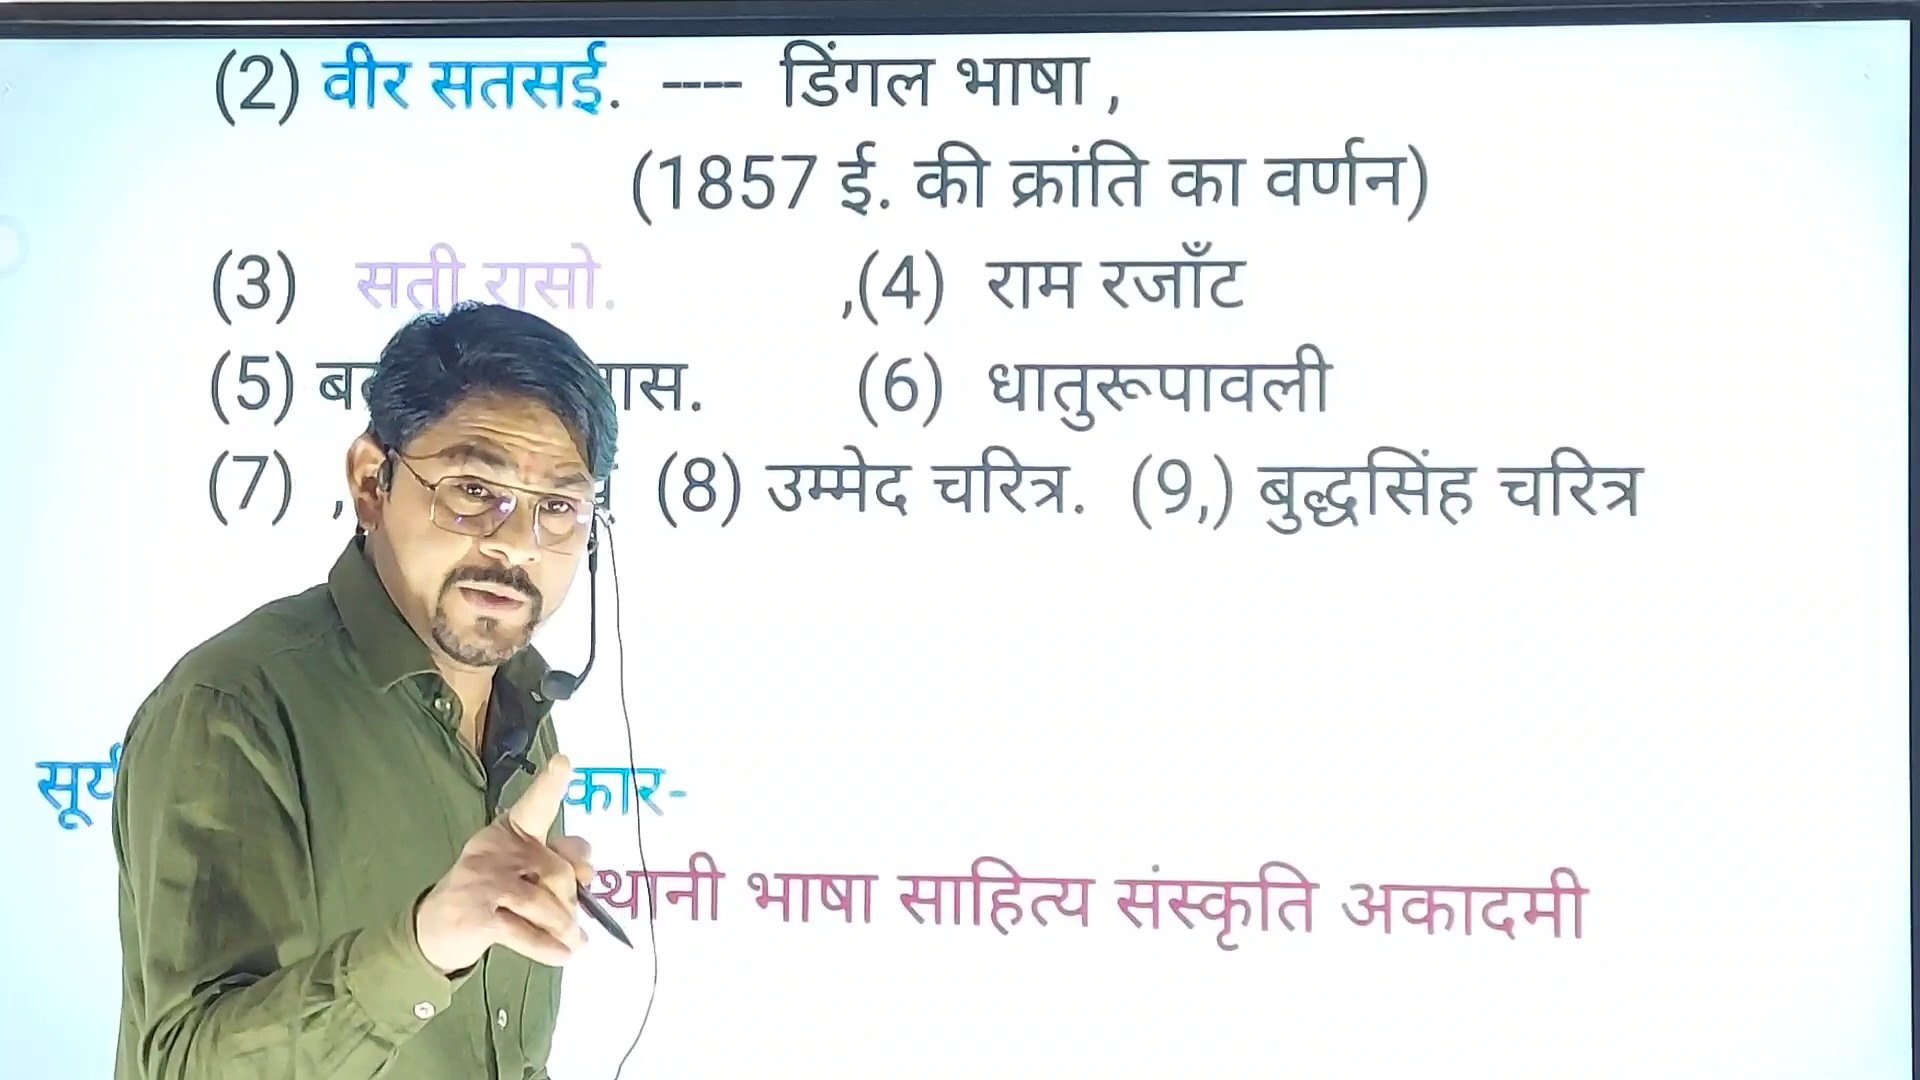 (2) वीर सतसई. ---- डिंगल भाषा ,
(1857 ई. की क्रांति का वर्णन)
(3) सती रासो. ,(4) राम रजाँट
(5) (6) धातुरूपावली
(7) , (8) उम्मेद चरित्र. (9,) बुद्धसिंह चरित्र
भाषा साहित्य संस्कृति अकादमी